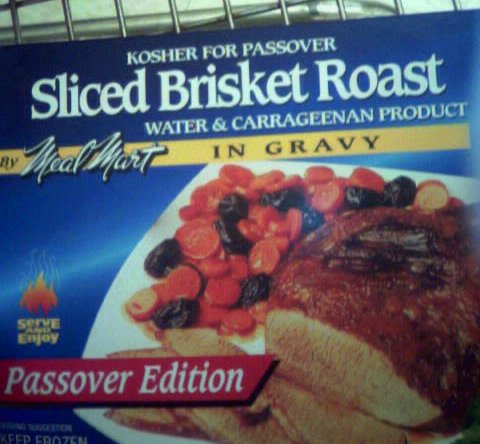 KOSHER FOR PASSOVER
Sliced Brisket Roast
WATER & CARRAGEENAN PRODUCT
By Meal Mart IN GRAVY
SERVE
AND
Enjoy
Passover Edition
SUGGESTION
KEEP FROZEN